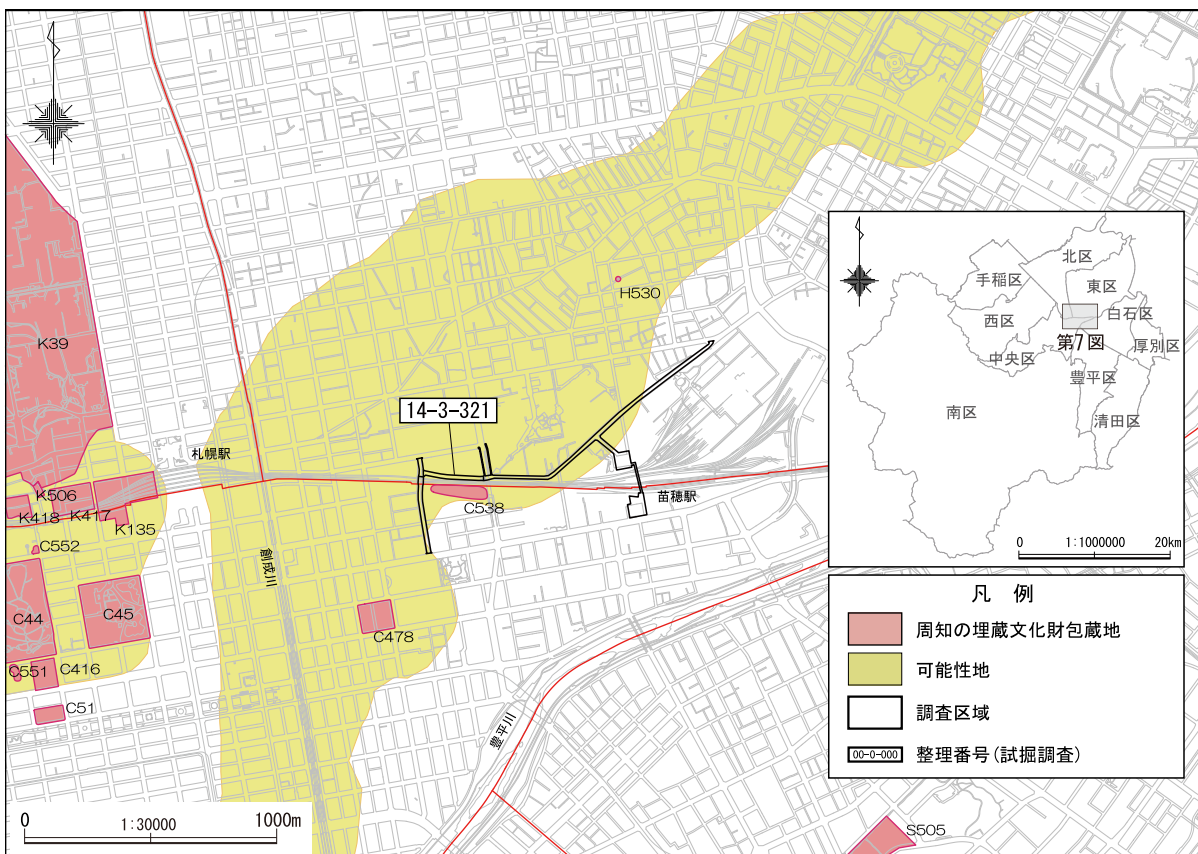 北区
手稲区
東区
西区
白石区
第7図
厚別区
中央区
豊平区
清田区
南区
0
1:1000000
20km
H530
K39
14-3-321
札幌駅
K506
K418
K417
K135
C538
苗穂駅
C552
創成川
C44
C45
C478
C551
C416
C51
豊平川
S505
凡 例
周知の埋蔵文化財包蔵地
可能性地
調査区域
00-0-000
整理番号(試掘調査)
0
1:30000
1000m